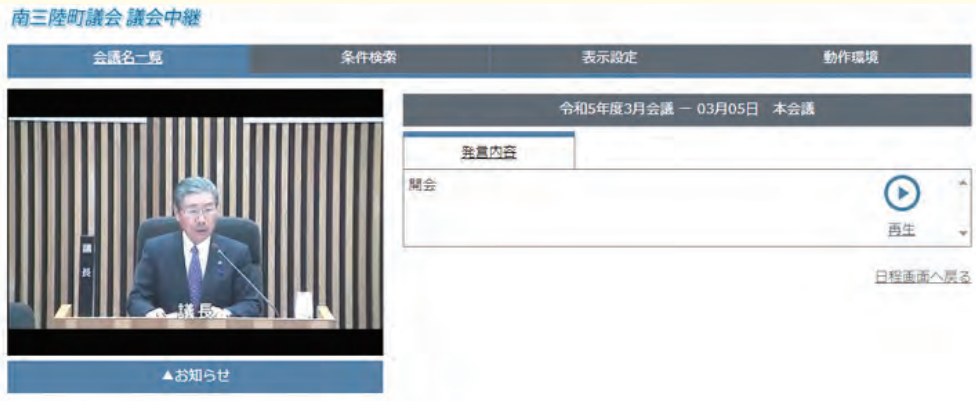 南三陸町議会 議会中継
会議名一覧 条件検索 表示設定 動作環境
令和5年度3月会議 － 03月05日 本会議
発言内容
開会
再生
日程画面へ戻る
議長
議長
▲お知らせ